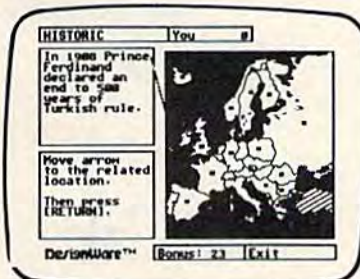 HISTORIC You 0
In 1908 Prince
Ferdinand
declared an
end to 500
years of
Turkish rule.
Move arrow
to the related
location.
Then press
[RETURN].
DesignWare™ Bonus: 23 Exit